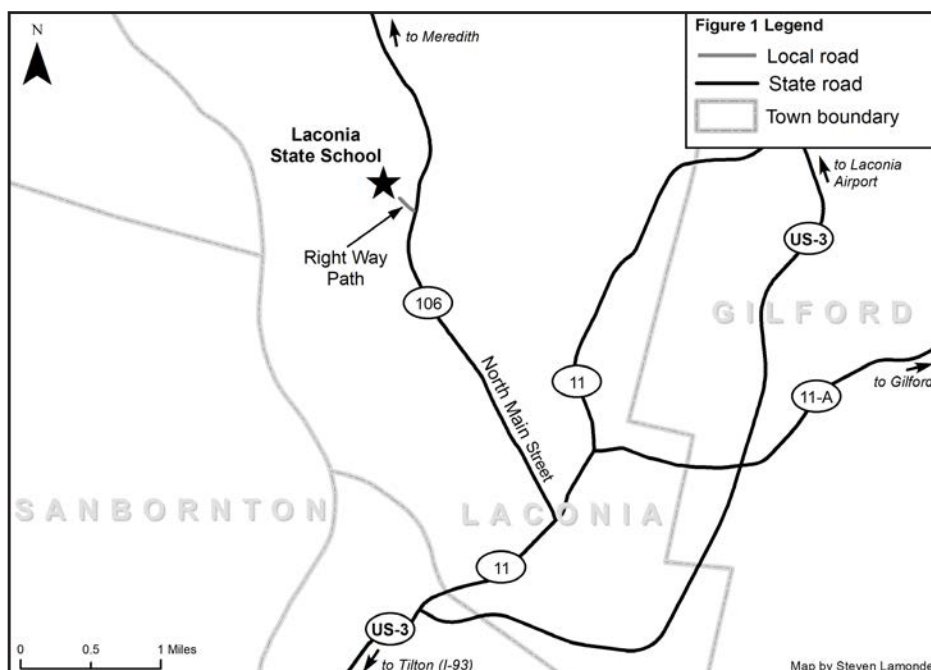 Figure 1 Legend
Local road
State road
Town boundary
N
to Meredith
Laconia
State School
Right Way
Path
to Laconia
Airport
US-3
106
GILFORD
North Main Street
11
11-A
to Gilford
SANBORNTON
LACONIA
11
US-3
to Tilton (I-93)
0 0.5 1 Miles
Map by Steven Lamonde